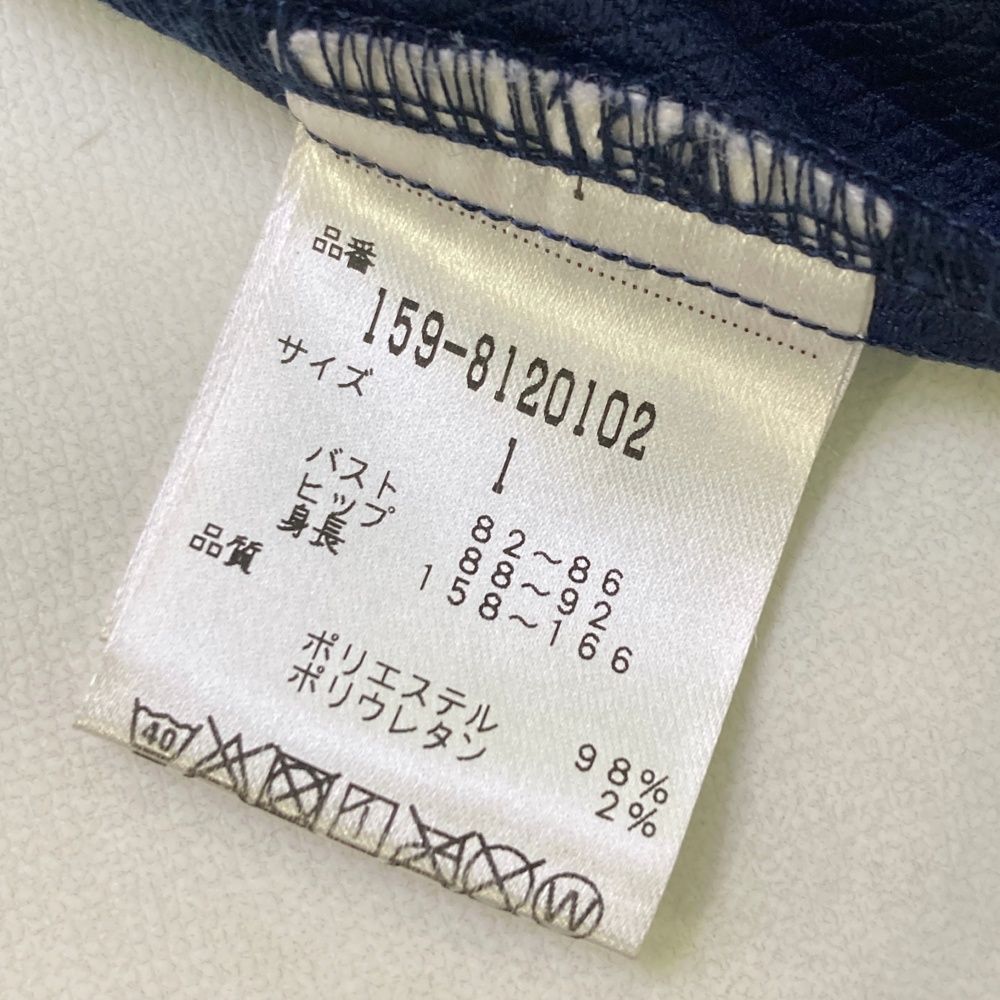 品番
159-8120102
サイズ
1
バスト 82～86
ヒップ 88～92
身長 158～166
品質
ポリエステル 98%
ポリウレタン 2%
40
W